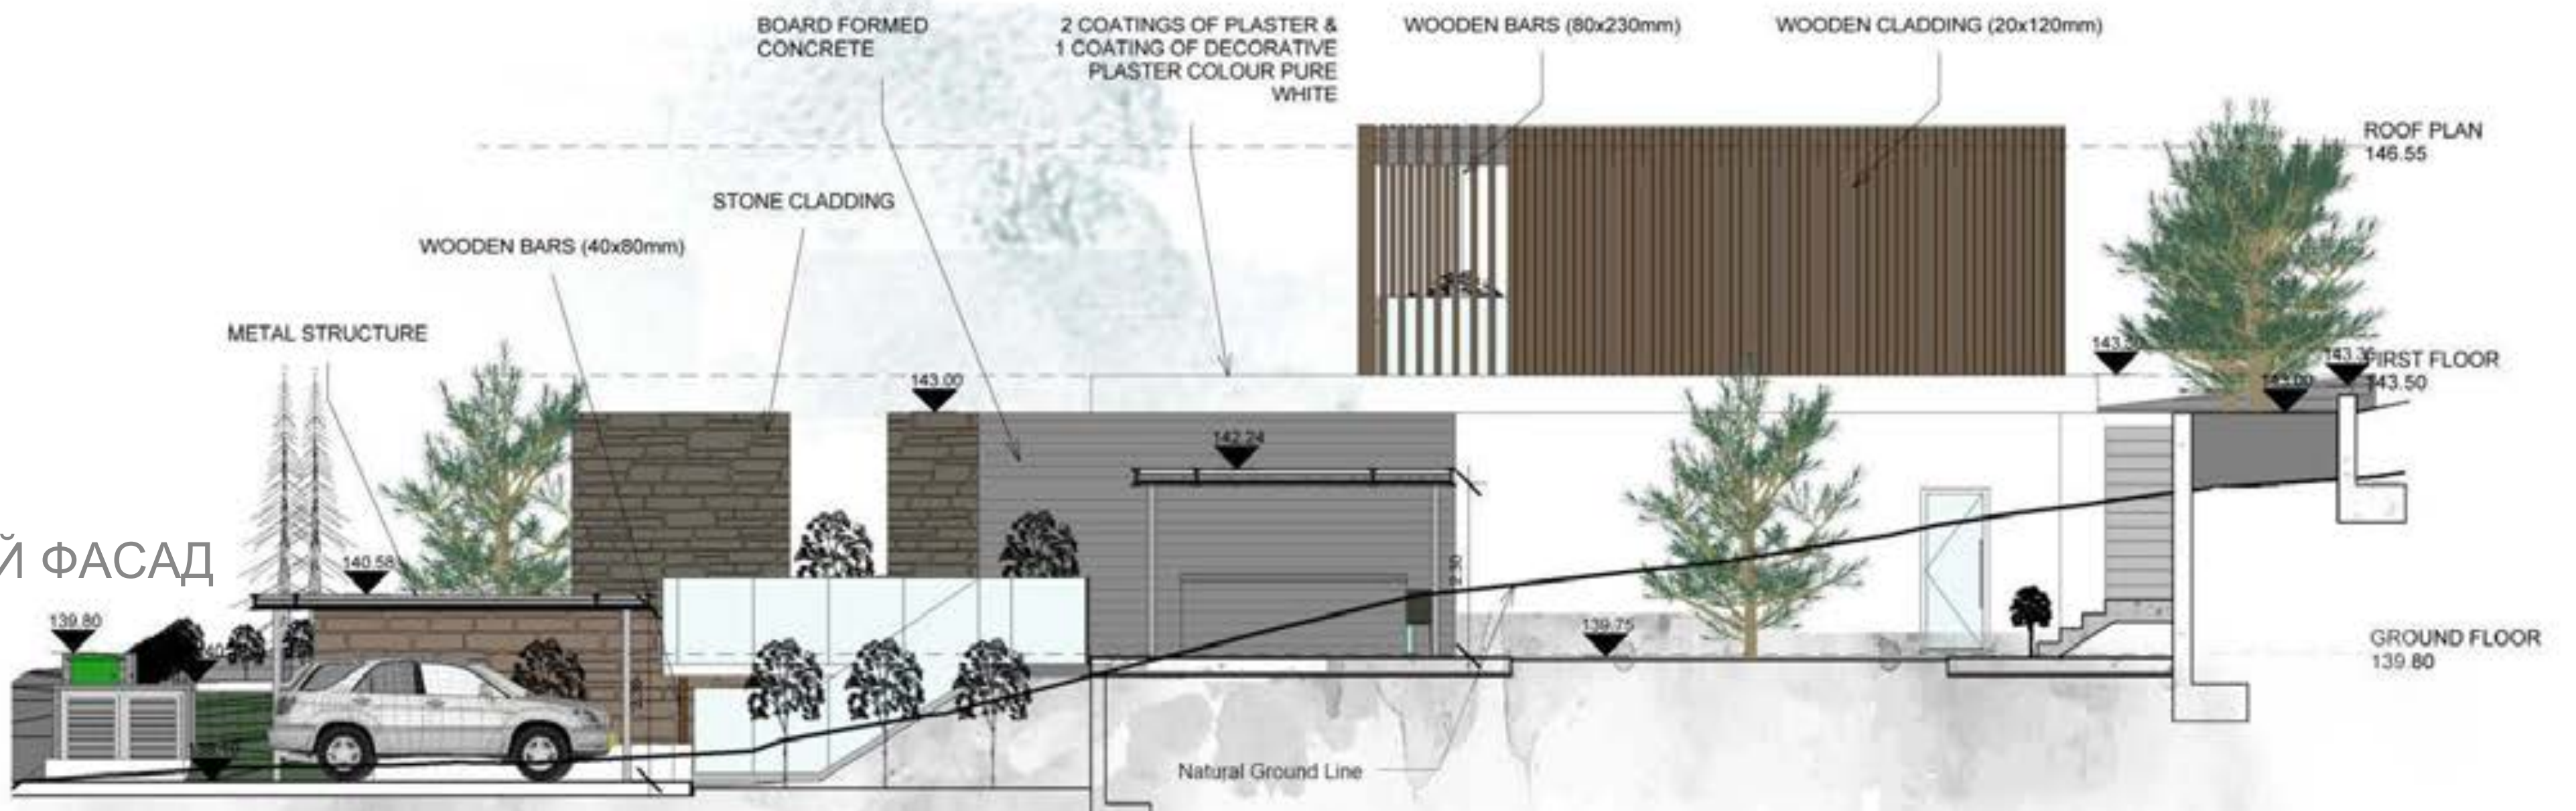 BOARD FORMED
CONCRETE
2 COATINGS OF PLASTER &
1 COATING OF DECORATIVE
PLASTER COLOUR PURE
WHITE
WOODEN BARS (80x230mm)
WOODEN CLADDING (20x120mm)
ROOF PLAN
146.55
STONE CLADDING
WOODEN BARS (40x80mm)
METAL STRUCTURE
FIRST FLOOR
143.50
143.00
143.00
142.24
Й ФАСАД
140.58
139.80
139.75
GROUND FLOOR
139.80
Natural Ground Line